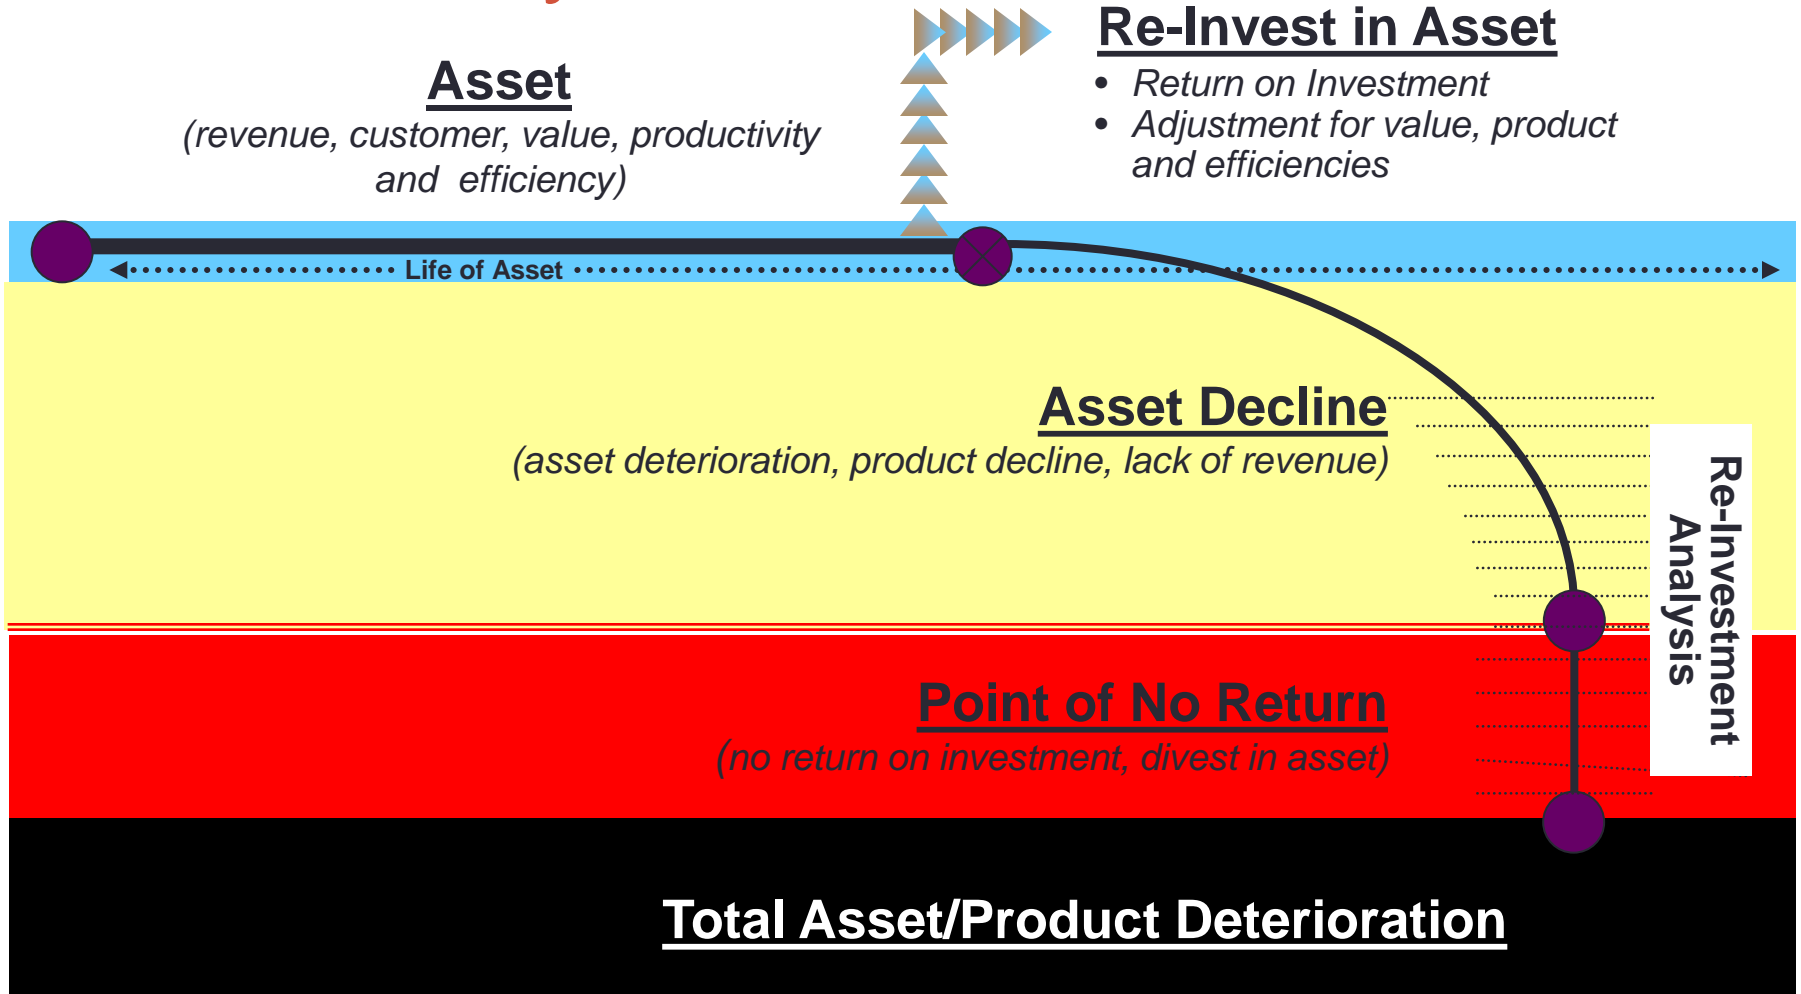 Re-Invest in Asset
• Return on Investment
• Adjustment for value, product
and efficiencies
Asset
(revenue, customer, value, productivity
and efficiency)
Life of Asset
Asset Decline
(asset deterioration, product decline, lack of revenue)
Re-Investment
Analysis
Point of No Return
(no return on investment, divest in asset)
Total Asset/Product Deterioration